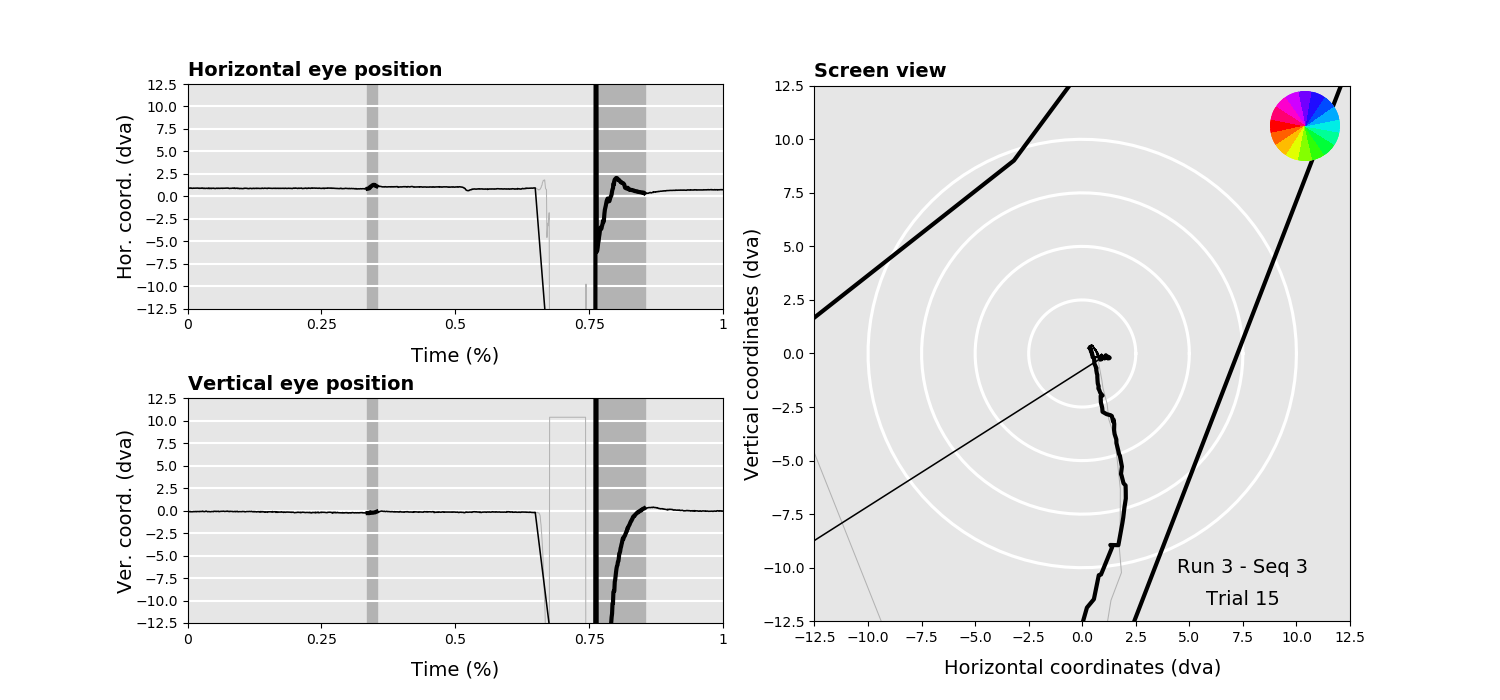 Horizontal eye position
12.5
10.0
7.5
5.0
2.5
0.0
−2.5
−5.0
−7.5
−10.0
−12.5
Hor. coord. (dva)
0 0.25 0.5 0.75 1
Time (%)
Vertical eye position
12.5
10.0
7.5
5.0
2.5
0.0
−2.5
−5.0
−7.5
−10.0
−12.5
Ver. coord. (dva)
0 0.25 0.5 0.75 1
Time (%)
Screen view
12.5
10.0
7.5
5.0
2.5
0.0
−2.5
−5.0
−7.5
−10.0
−12.5
Vertical coordinates (dva)
Run 3 - Seq 3
Trial 15
−12.5 −10.0 −7.5 −5.0 −2.5 0.0 2.5 5.0 7.5 10.0 12.5
Horizontal coordinates (dva)